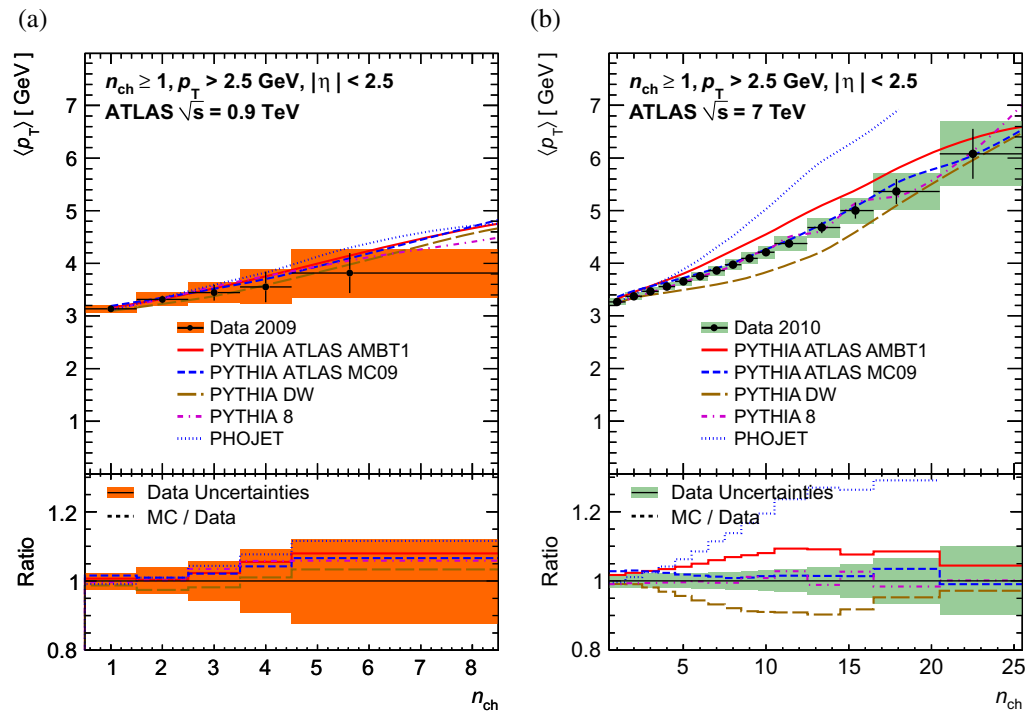 (a)
⟨p_T⟩ [ GeV ]
n_ch ≥ 1, p_T > 2.5 GeV, | η | < 2.5
ATLAS √s = 0.9 TeV
7
6
5
4
3
2
1
Data 2009
PYTHIA ATLAS AMBT1
PYTHIA ATLAS MC09
PYTHIA DW
PYTHIA 8
PHOJET
Ratio
1.2
1
0.8
Data Uncertainties
MC / Data
1 2 3 4 5 6 7 8
n_ch
(b)
⟨p_T⟩ [ GeV ]
n_ch ≥ 1, p_T > 2.5 GeV, | η | < 2.5
ATLAS √s = 7 TeV
7
6
5
4
3
2
1
Data 2010
PYTHIA ATLAS AMBT1
PYTHIA ATLAS MC09
PYTHIA DW
PYTHIA 8
PHOJET
Ratio
1.2
1
0.8
Data Uncertainties
MC / Data
5 10 15 20 25
n_ch